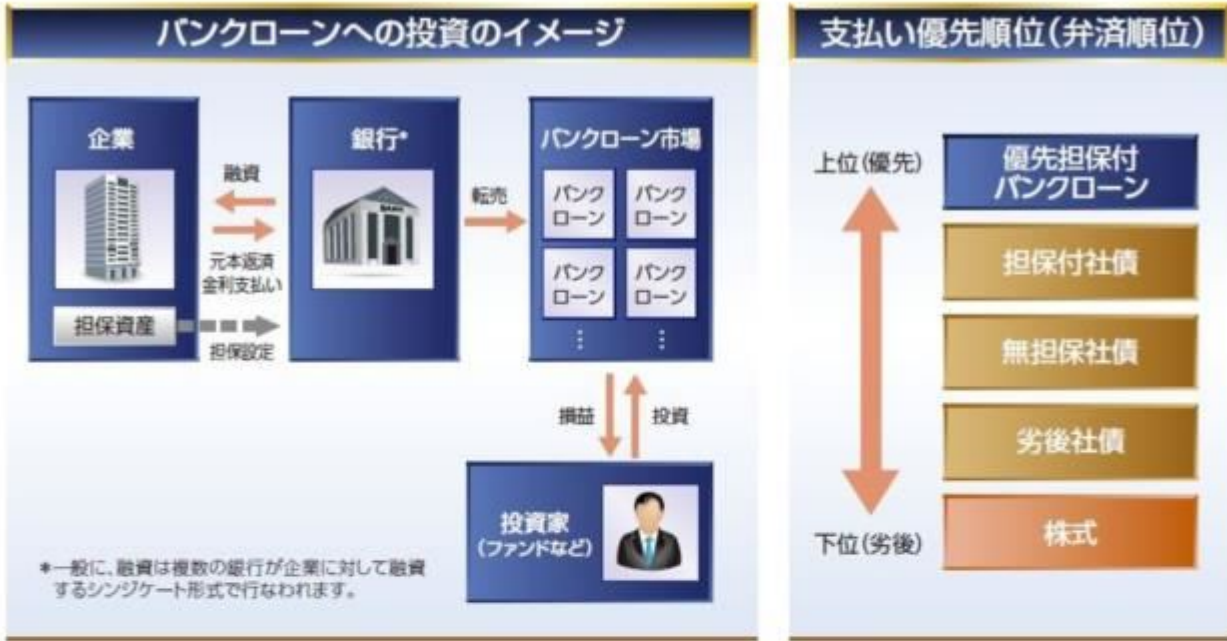 バンクローンへの投資のイメージ
企業
担保資産
融資
元本返済
金利支払い
担保設定
銀行*
BANK
転売
バンクローン市場
バンク
ローン
バンク
ローン
バンク
ローン
バンク
ローン
⋮ ⋮
損益
投資
投資家
(ファンドなど)
*一般に、融資は複数の銀行が企業に対して融資
するシンジケート形式で行なわれます。
支払い優先順位(弁済順位)
上位(優先)
下位(劣後)
優先担保付
バンクローン
担保付社債
無担保社債
劣後社債
株式